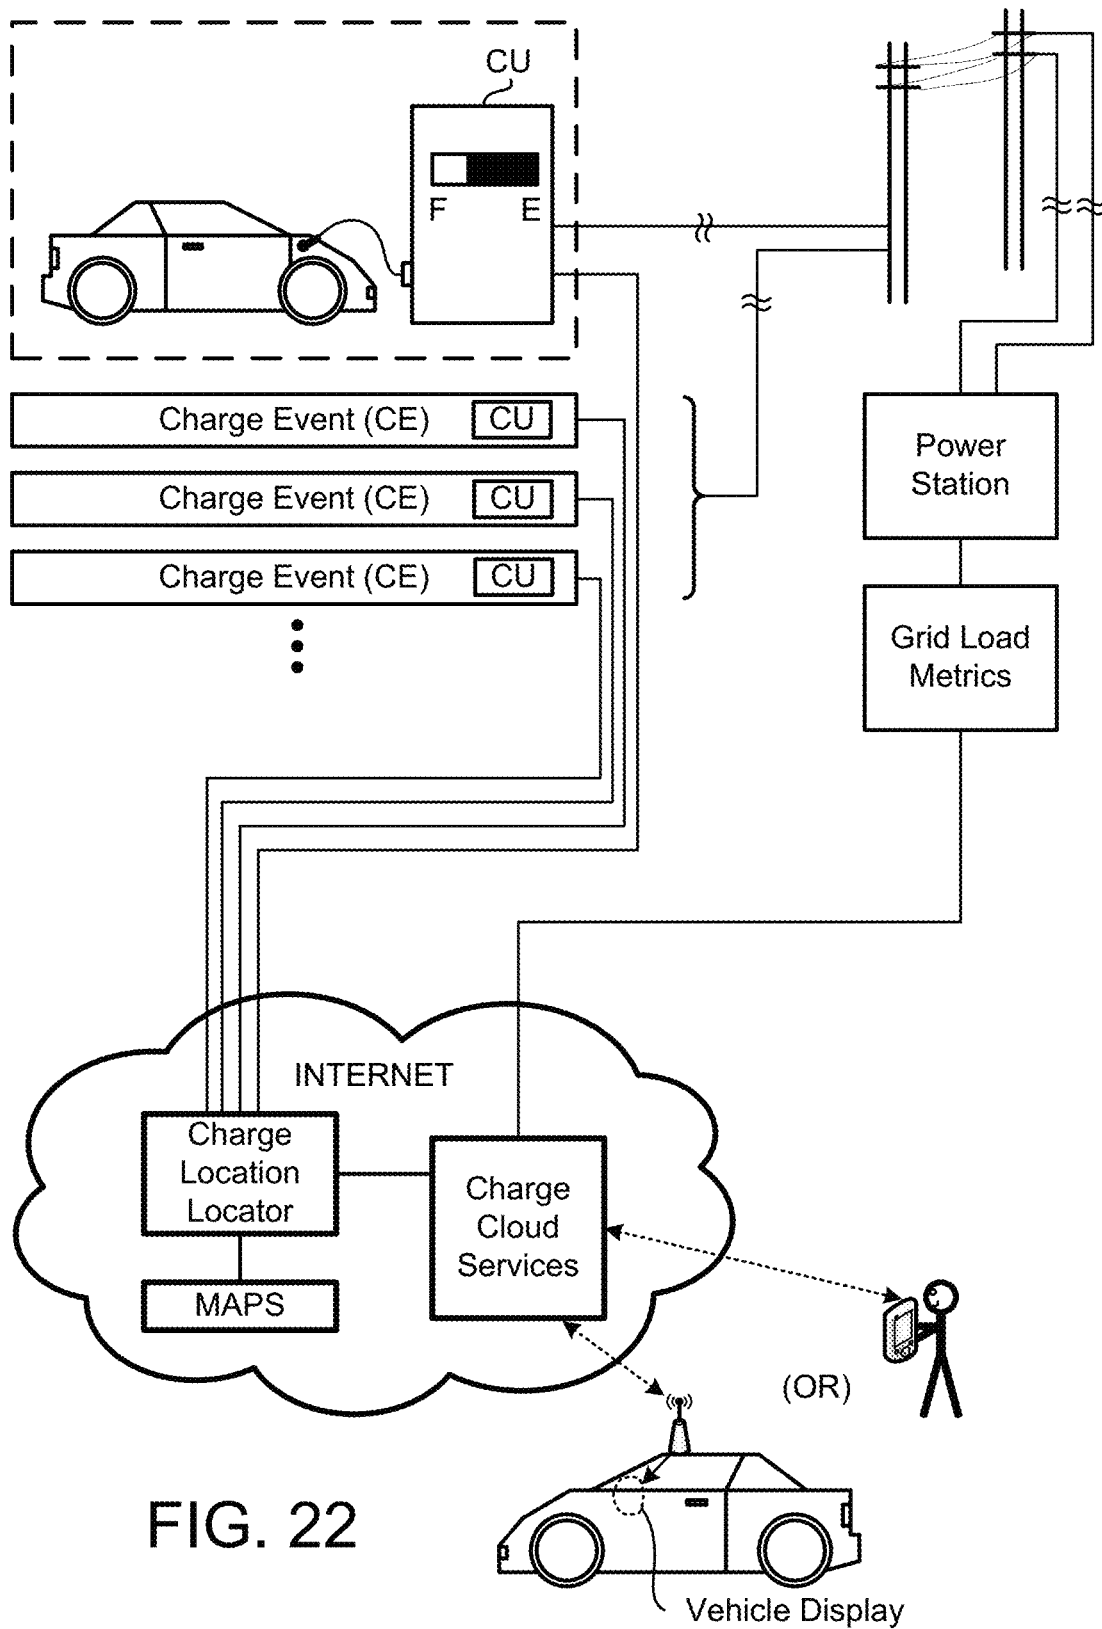 CU
F E
Charge Event (CE) CU
Charge Event (CE) CU
Charge Event (CE) CU
Power
Station
Grid Load
Metrics
INTERNET
Charge
Location
Locator
MAPS
Charge
Cloud
Services
(OR)
Vehicle Display
FIG. 22